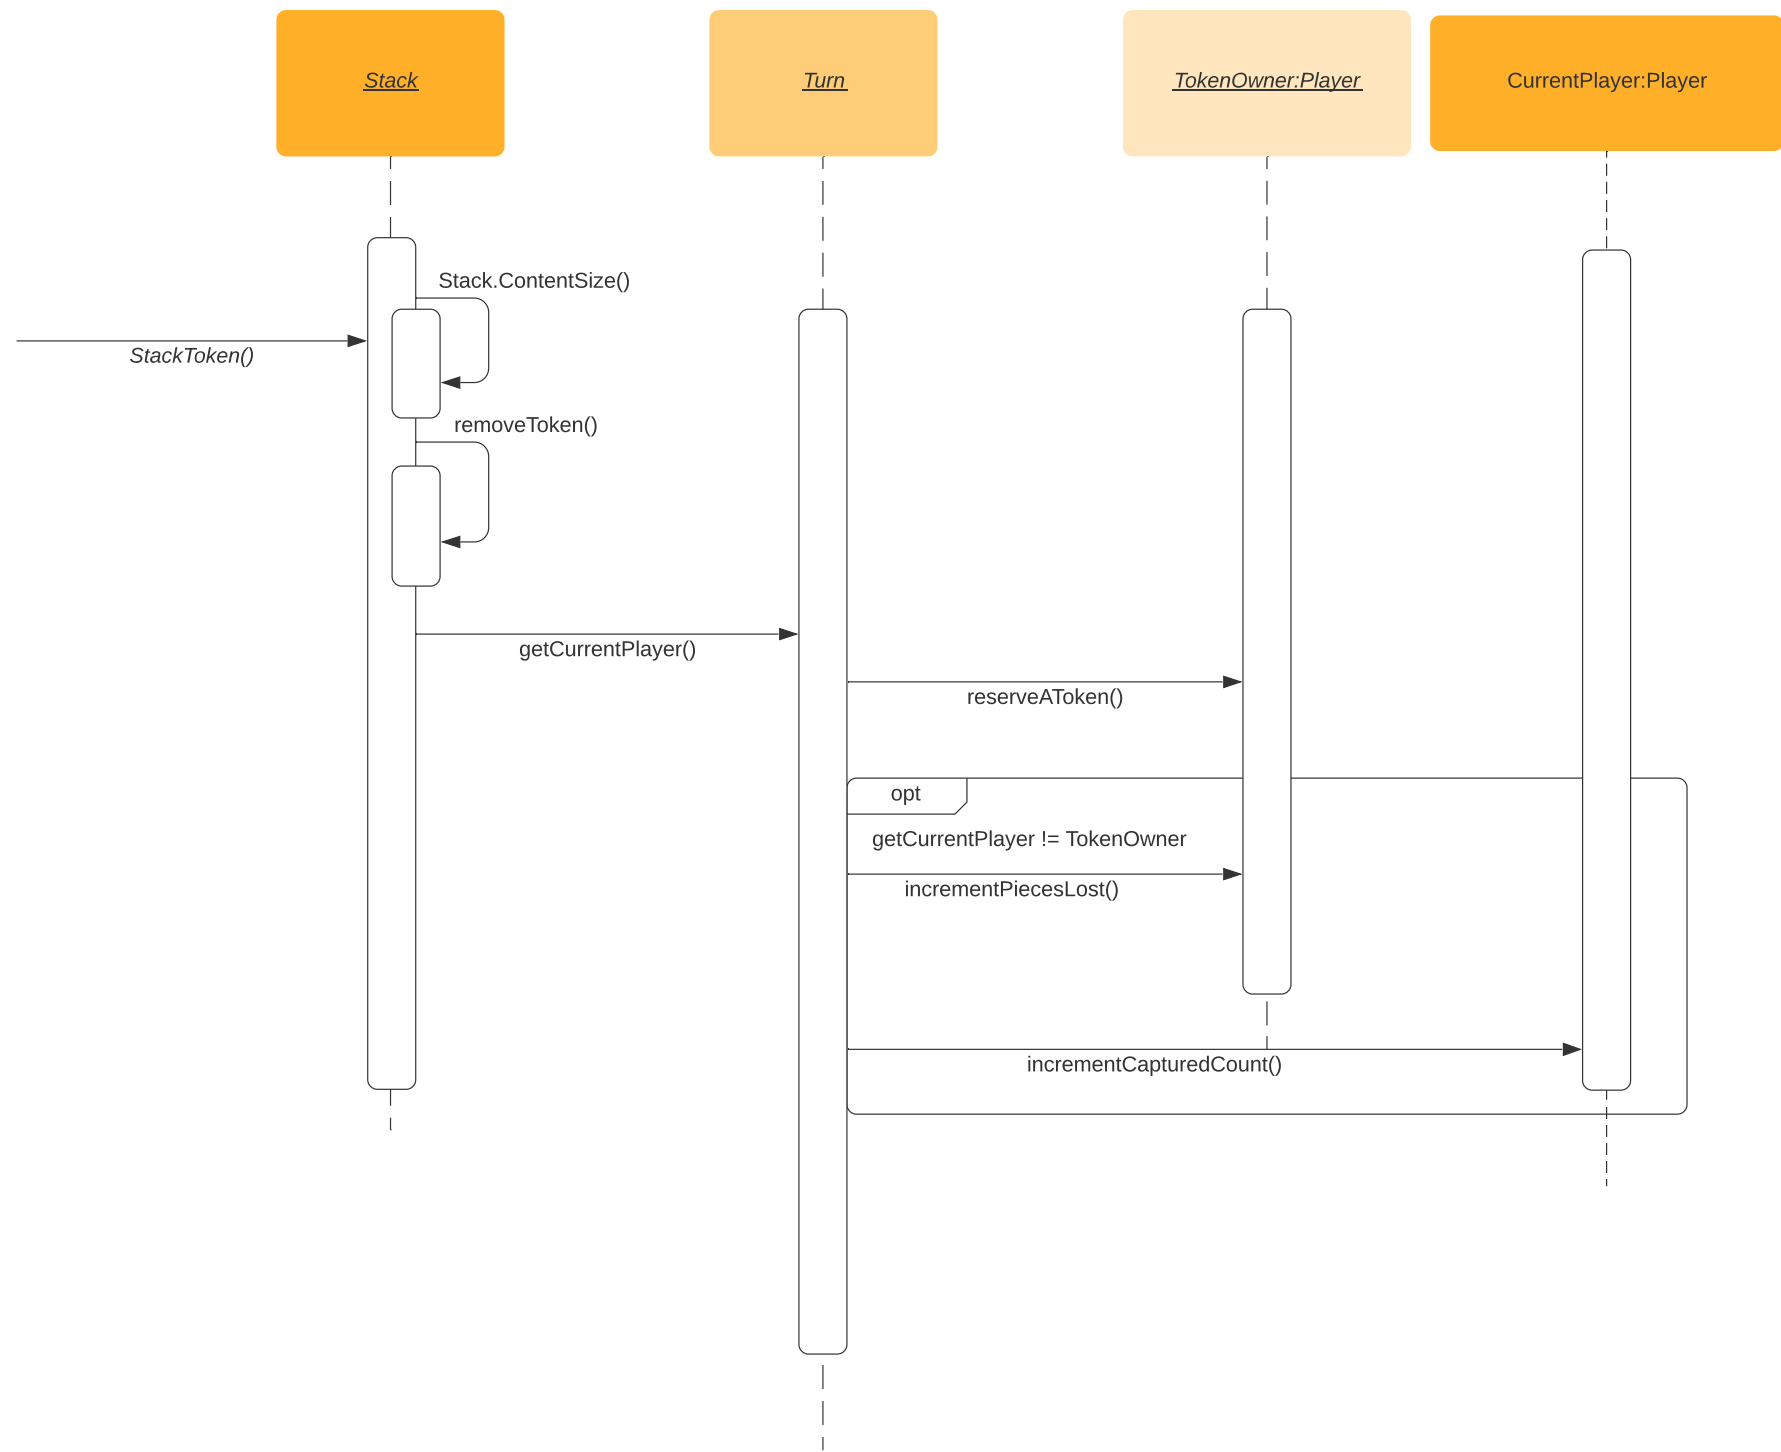 Stack
Turn
TokenOwner:Player
CurrentPlayer:Player
Stack.ContentSize()
StackToken()
removeToken()
getCurrentPlayer()
reserveAToken()
opt
getCurrentPlayer != TokenOwner
incrementPiecesLost()
incrementCapturedCount()